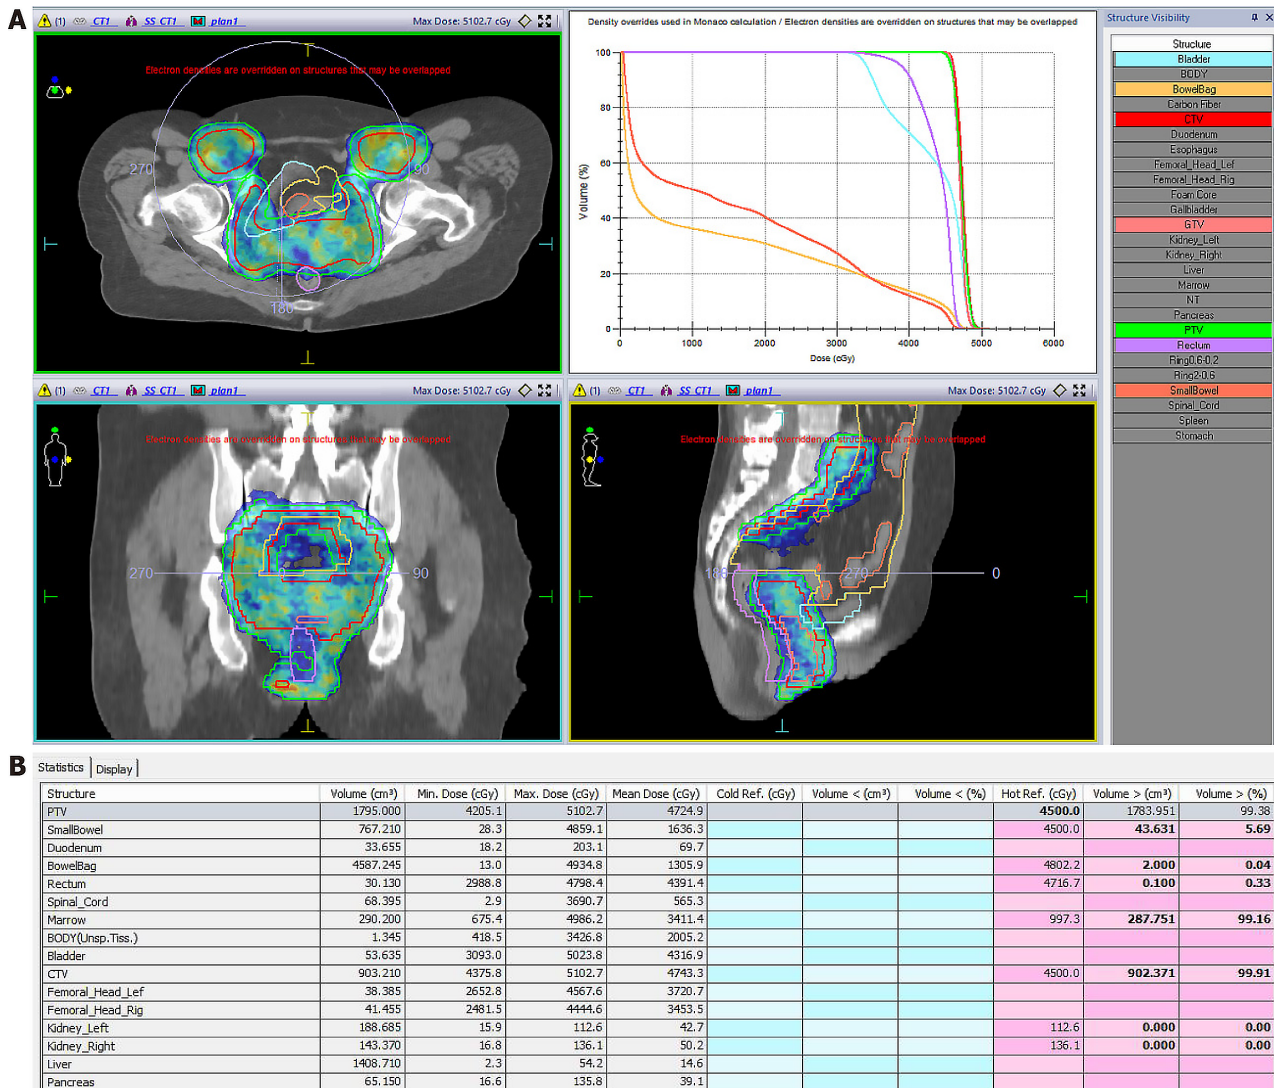 A
(1) CT1 SS_CT1 plan1 Max Dose: 5102.7 cGy
Electron densities are overridden on structures that may be overlapped
270
90
180
Density overrides used in Monaco calculation / Electron densities are overridden on structures that may be overlapped
Volume (%)
100
80
60
40
20
0
0 1000 2000 3000 4000 5000 6000
Dose (cGy)
Structure Visibility
Structure
Bladder
BODY
BowelBag
Carbon Fiber
CTV
Duodenum
Esophagus
Femoral_Head_Lef
Femoral_Head_Rig
Foam Core
Gallbladder
GTV
Kidney_Left
Kidney_Right
Liver
Marrow
NT
Pancreas
PTV
Rectum
Ring0.6-0.2
Ring2-0.6
SmallBowel
Spinal_Cord
Spleen
Stomach
(1) CT1 SS_CT1 plan1 Max Dose: 5102.7 cGy
Electron densities are overridden on structures that may be overlapped
270
0
90
(1) CT1 SS_CT1 plan1 Max Dose: 5102.7 cGy
Electron densities are overridden on structures that may be overlapped
180
270
0
B
Statistics Display
Structure Volume (cm³) Min. Dose (cGy) Max. Dose (cGy) Mean Dose (cGy) Cold Ref. (cGy) Volume < (cm³) Volume < (%) Hot Ref. (cGy) Volume > (cm³) Volume > (%)
PTV 1795.000 4205.1 5102.7 4724.9 4500.0 1783.951 99.38
SmallBowel 767.210 28.3 4859.1 1636.3 4500.0 43.631 5.69
Duodenum 33.655 18.2 203.1 69.7
BowelBag 4587.245 13.0 4934.8 1305.9 4802.2 2.000 0.04
Rectum 30.130 2988.8 4798.4 4391.4 4716.7 0.100 0.33
Spinal_Cord 68.395 2.9 3690.7 565.3
Marrow 290.200 675.4 4986.2 3411.4 997.3 287.751 99.16
BODY(Unsp.Tiss.) 1.345 418.5 3426.8 2005.2
Bladder 53.635 3093.0 5023.8 4316.9
CTV 903.210 4375.8 5102.7 4743.3 4500.0 902.371 99.91
Femoral_Head_Lef 38.385 2652.8 4567.6 3720.7
Femoral_Head_Rig 41.455 2481.5 4444.6 3453.5
Kidney_Left 188.685 15.9 112.6 42.7 112.6 0.000 0.00
Kidney_Right 143.370 16.8 136.1 50.2 136.1 0.000 0.00
Liver 1408.710 2.3 54.2 14.6
Pancreas 65.150 16.6 135.8 39.1